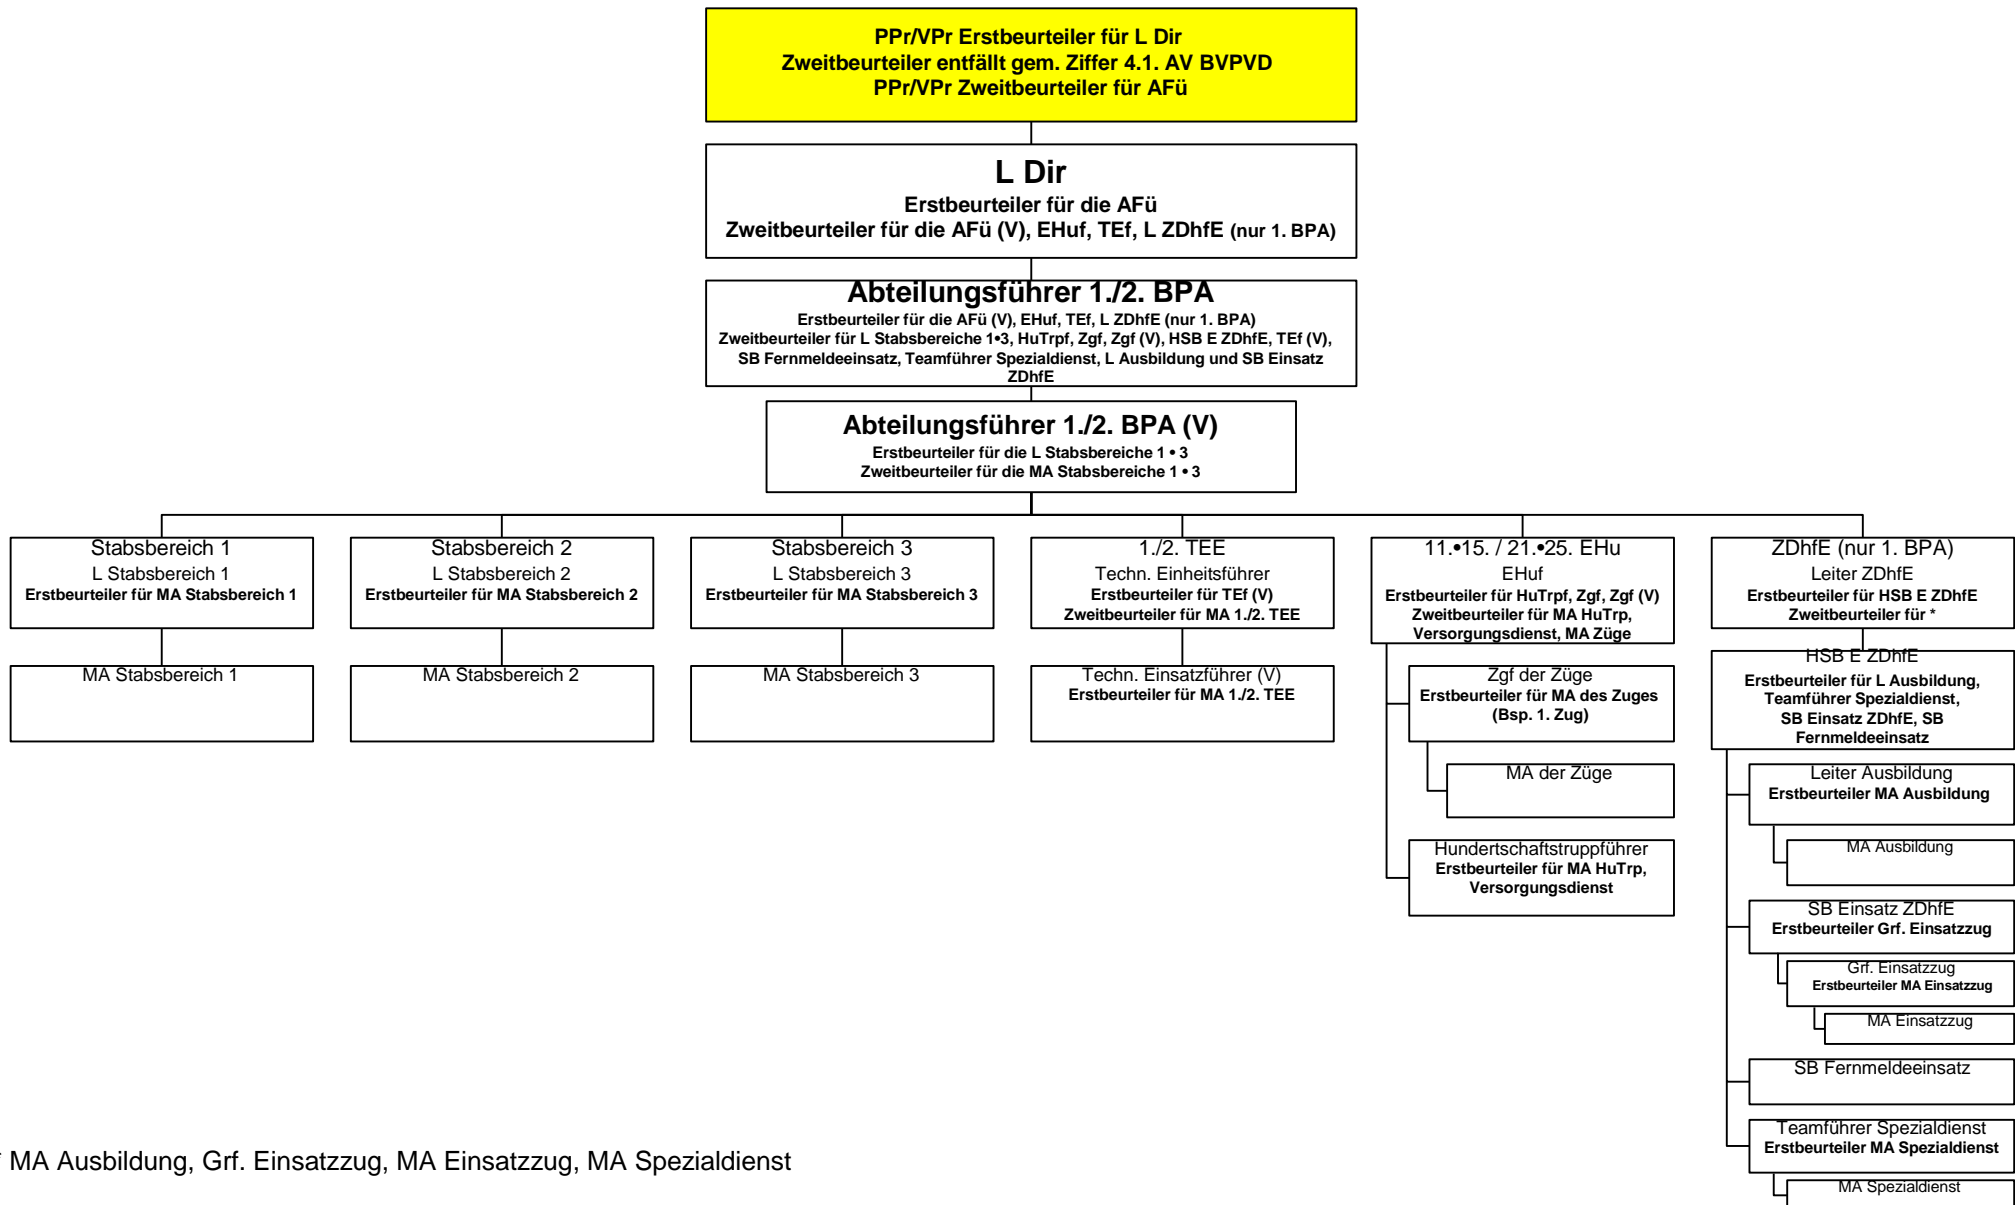 PPr/VPr Erstbeurteiler für L Dir
Zweitbeurteiler entfällt gem. Ziffer 4.1. AV BVPVD
PPr/VPr Zweitbeurteiler für AFü
L Dir
Erstbeurteiler für die AFü
Zweitbeurteiler für die AFü (V), EHuf, TEf, L ZDhfE (nur 1. BPA)
Abteilungsführer 1./2. BPA
Erstbeurteiler für die AFü (V), EHuf, TEf, L ZDhfE (nur 1. BPA)
Zweitbeurteiler für L Stabsbereiche 1•3, HuTrpf, Zgf, Zgf (V), HSB E ZDhfE, TEf (V),
SB Fernmeldeeinsatz, Teamführer Spezialdienst, L Ausbildung und SB Einsatz
ZDhfE
Abteilungsführer 1./2. BPA (V)
Erstbeurteiler für die L Stabsbereiche 1 • 3
Zweitbeurteiler für die MA Stabsbereiche 1 • 3
Stabsbereich 1
L Stabsbereich 1
Erstbeurteiler für MA Stabsbereich 1
MA Stabsbereich 1
Stabsbereich 2
L Stabsbereich 2
Erstbeurteiler für MA Stabsbereich 2
MA Stabsbereich 2
Stabsbereich 3
L Stabsbereich 3
Erstbeurteiler für MA Stabsbereich 3
MA Stabsbereich 3
1./2. TEE
Techn. Einheitsführer
Erstbeurteiler für TEf (V)
Zweitbeurteiler für MA 1./2. TEE
Techn. Einsatzführer (V)
Erstbeurteiler für MA 1./2. TEE
11.•15. / 21.•25. EHu
EHuf
Erstbeurteiler für HuTrpf, Zgf, Zgf (V)
Zweitbeurteiler für MA HuTrp,
Versorgungsdienst, MA Züge
Zgf der Züge
Erstbeurteiler für MA des Zuges
(Bsp. 1. Zug)
MA der Züge
Hundertschaftstruppführer
Erstbeurteiler für MA HuTrp,
Versorgungsdienst
ZDhfE (nur 1. BPA)
Leiter ZDhfE
Erstbeurteiler für HSB E ZDhfE
Zweitbeurteiler für *
HSB E ZDhfE
Erstbeurteiler für L Ausbildung,
Teamführer Spezialdienst,
SB Einsatz ZDhfE, SB
Fernmeldeeinsatz
Leiter Ausbildung
Erstbeurteiler MA Ausbildung
MA Ausbildung
SB Einsatz ZDhfE
Erstbeurteiler Grf. Einsatzzug
Grf. Einsatzzug
Erstbeurteiler MA Einsatzzug
MA Einsatzzug
SB Fernmeldeeinsatz
Teamführer Spezialdienst
Erstbeurteiler MA Spezialdienst
MA Spezialdienst
* MA Ausbildung, Grf. Einsatzzug, MA Einsatzzug, MA Spezialdienst